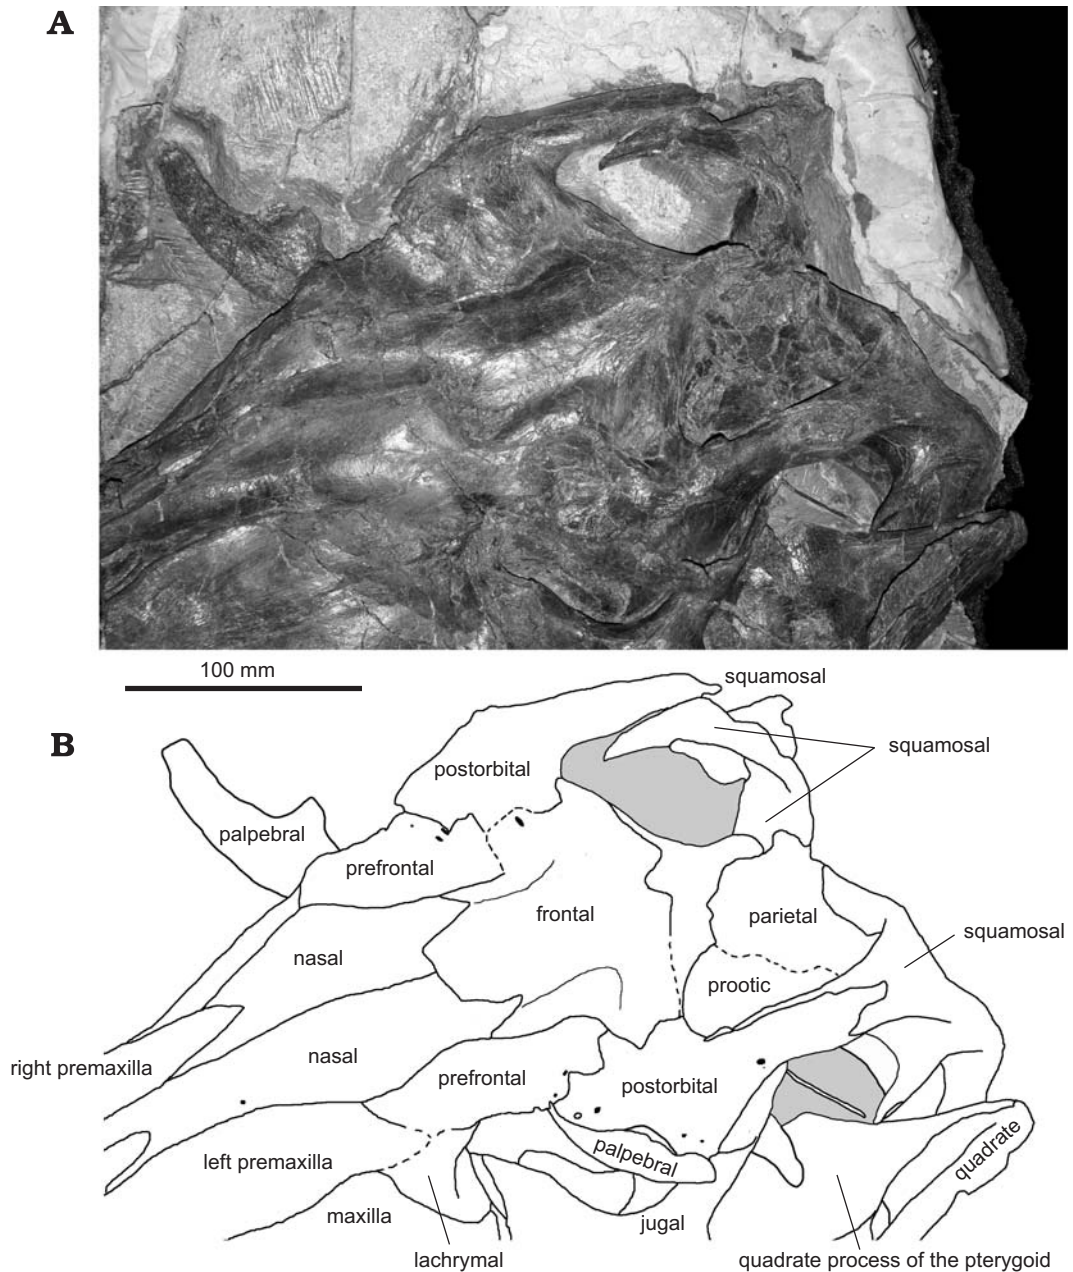 A
100 mm
B
squamosal
squamosal
postorbital
palpebral
prefrontal
frontal
parietal
squamosal
nasal
prootic
right premaxilla
nasal
prefrontal
postorbital
left premaxilla
palpebral
quadrate
maxilla
jugal
lachrymal
quadrate process of the pterygoid